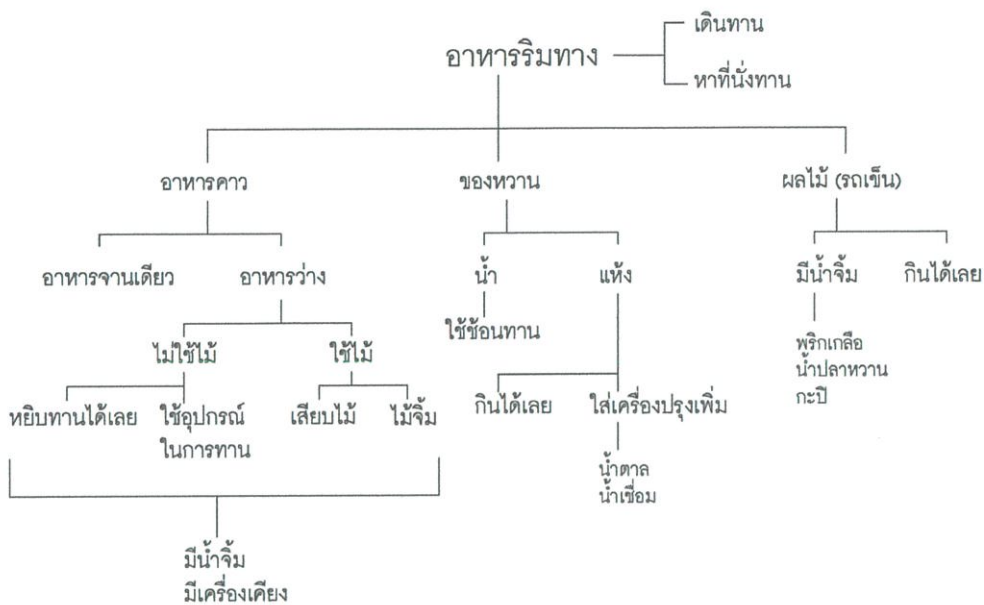 เดินทาน
อาหารริมทาง
หาที่นั่งทาน
อาหารคาว
ของหวาน
ผลไม้ (รถเข็น)
อาหารจานเดียว
อาหารว่าง
น้ำ
แห้ง
มีน้ำจิ้ม
กินได้เลย
ใช้ช้อนทาน
ไม่ใช้ไม้
ใช้ไม้
พริกเกลือ
น้ำปลาหวาน
กะปิ
หยิบทานได้เลย
ใช้อุปกรณ์
ในการทาน
เสียบไม้
ไม้จิ้ม
กินได้เลย
ใส่เครื่องปรุงเพิ่ม
น้ำตาล
น้ำเชื่อม
มีน้ำจิ้ม
มีเครื่องเคียง